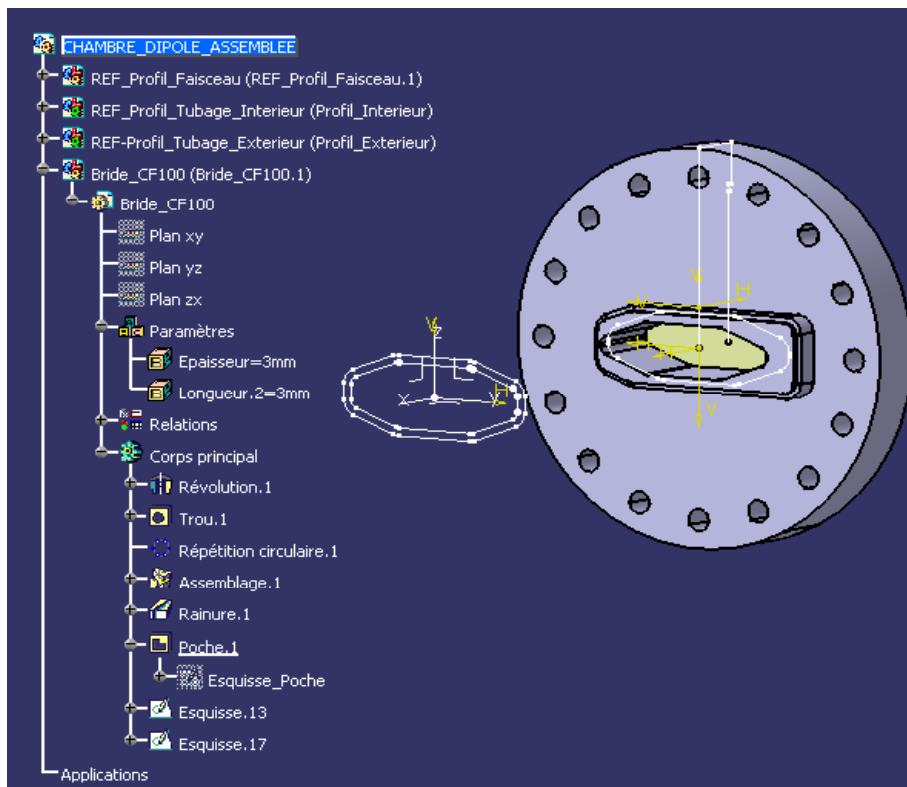 CHAMBRE_DIPOLE_ASSEMBLEE
REF_Profil_Faisceau (REF_Profil_Faisceau.1)
REF_Profil_Tubage_Interieur (Profil_Interieur)
REF-Profil_Tubage_Exterieur (Profil_Exterieur)
Bride_CF100 (Bride_CF100.1)
Bride_CF100
Plan xy
Plan yz
Plan zx
Paramètres
Epaisseur=3mm
Longueur.2=3mm
Relations
Corps principal
Révolution.1
Trou.1
Répétition circulaire.1
Assemblage.1
Rainure.1
Poche.1
Esquisse_Poche
Esquisse.13
Esquisse.17
Applications